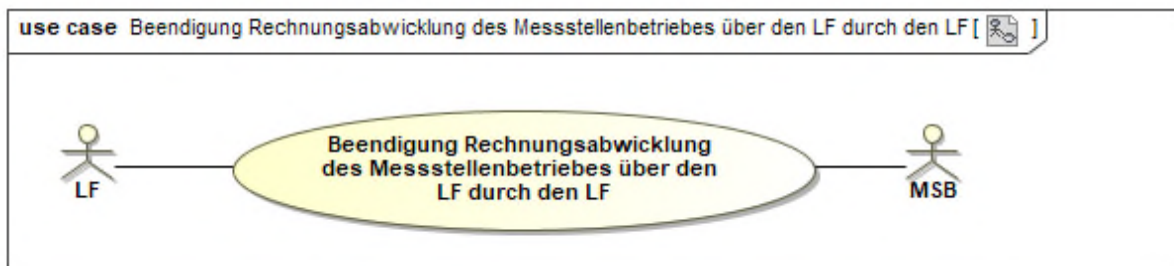 use case Beendigung Rechnungsabwicklung des Messstellenbetriebes über den LF durch den LF [ ]
Beendigung Rechnungsabwicklung
des Messstellenbetriebes über den
LF durch den LF
LF
MSB